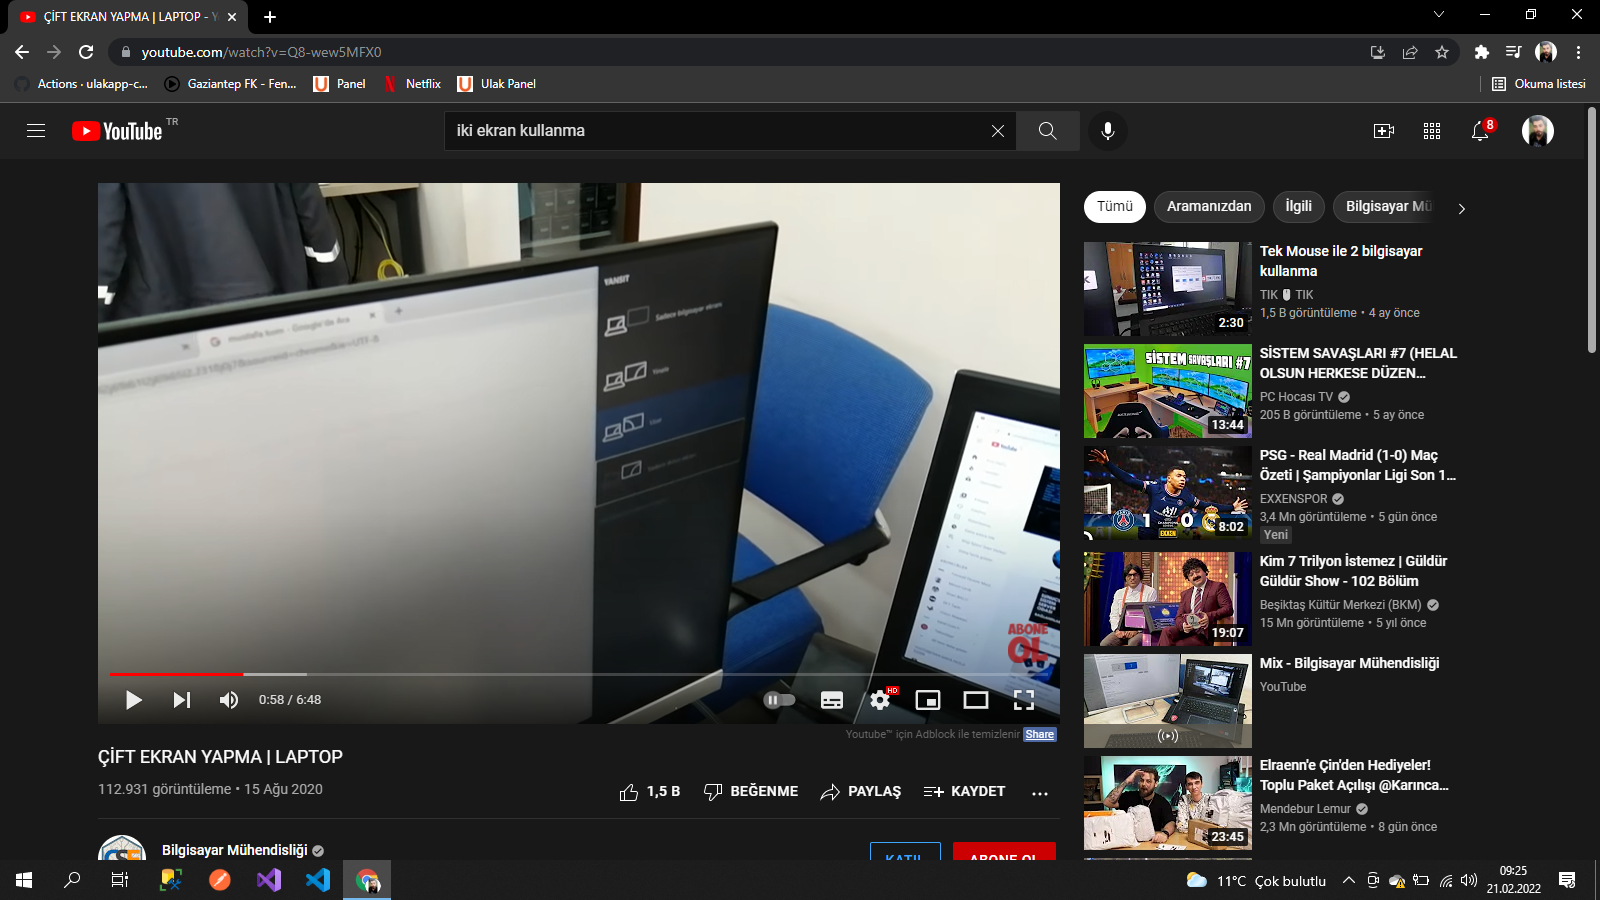 ÇİFT EKRAN YAPMA | LAPTOP - Y
youtube.com/watch?v=Q8-wew5MFX0
Actions · ulakapp-c...
Gaziantep FK - Fen...
Panel
Netflix
Ulak Panel
Okuma listesi
YouTube TR
iki ekran kullanma
8
YANSIT
Sadece bilgisayar ekranı
Yinele
ABONE
OL
0:58 / 6:48
HD
Youtube™ için Adblock ile temizlenir Share
ÇİFT EKRAN YAPMA | LAPTOP
112.931 görüntüleme • 15 Ağu 2020
1,5 B
BEĞENME
PAYLAŞ
KAYDET
Bilgisayar Mühendisliği
KATIL
ABONE OL
Tümü
Aramanızdan
İlgili
Bilgisayar Mü
2:30
Tek Mouse ile 2 bilgisayar
kullanma
TIK TIK
1,5 B görüntüleme • 4 ay önce
SİSTEM SAVAŞLARI #7
13:44
SİSTEM SAVAŞLARI #7 (HELAL
OLSUN HERKESE DÜZEN...
PC Hocası TV
205 B görüntüleme • 5 ay önce
1 0
8:02
PSG - Real Madrid (1-0) Maç
Özeti | Şampiyonlar Ligi Son 1...
EXXENSPOR
3,4 Mn görüntüleme • 5 gün önce
Yeni
19:07
Kim 7 Trilyon İstemez | Güldür
Güldür Show - 102 Bölüm
Beşiktaş Kültür Merkezi (BKM)
15 Mn görüntüleme • 5 yıl önce
Mix - Bilgisayar Mühendisliği
YouTube
23:45
Elraenn'e Çin'den Hediyeler!
Toplu Paket Açılışı @Karınca...
Mendebur Lemur
2,3 Mn görüntüleme • 8 gün önce
11°C Çok bulutlu
09:25
21.02.2022